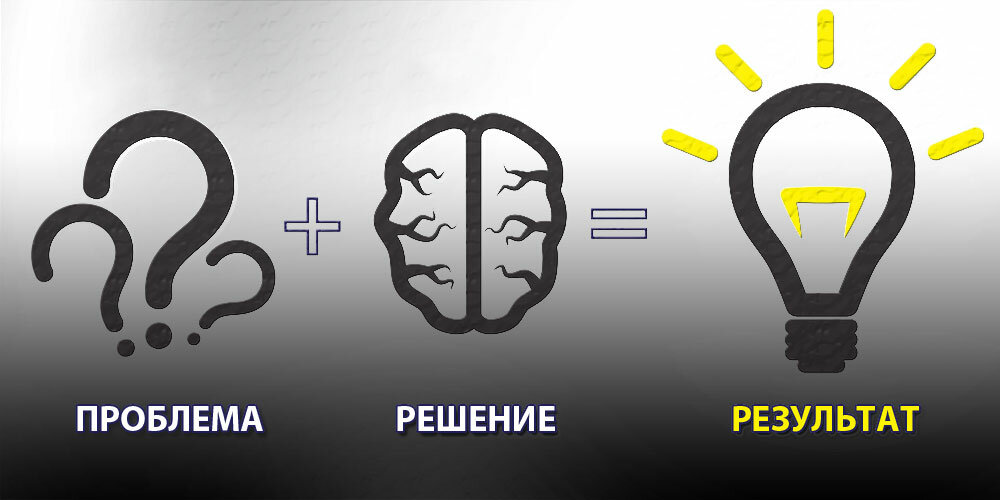 ПРОБЛЕМА РЕШЕНИЕ РЕЗУЛЬТАТ